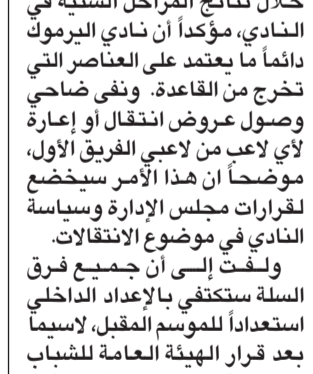 خلال نتائج المراحل السنية في
النادي، مؤكداً أن نادي اليرموك
دائماً ما يعتمد على العناصر التي
تخرج من القاعدة. ونفى ضاحي
وصول عروض انتقال أو إعارة
لأي لاعب من لاعبي الفريق الأول،
موضحاً ان هذا الأمر سيخضع
لقرارات مجلس الإدارة وسياسة
النادي في موضوع الانتقالات.
ولفت إلى أن جميع فرق
السلة ستكتفي بالإعداد الداخلي
استعداداً للموسم المقبل، لاسيما
بعد قرار الهيئة العامة للشباب